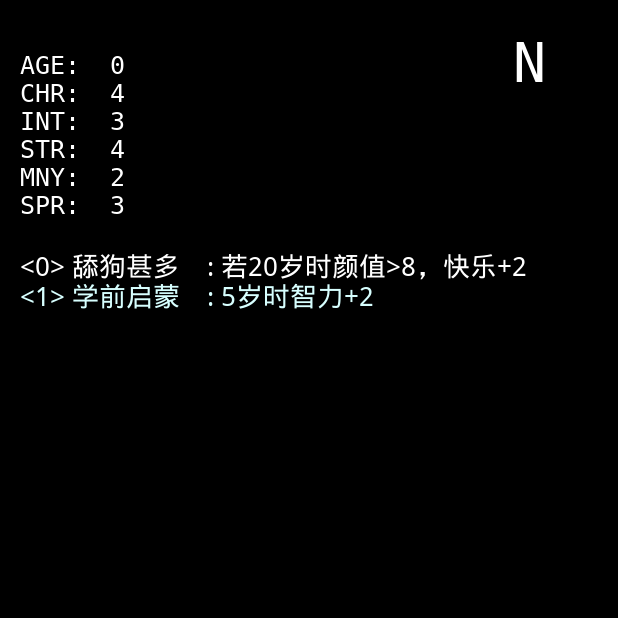 N
AGE: 0
CHR: 4
INT: 3
STR: 4
MNY: 2
SPR: 3
<0> 舔狗甚多 : 若20岁时颜值>8，快乐+2
<1> 学前启蒙 : 5岁时智力+2